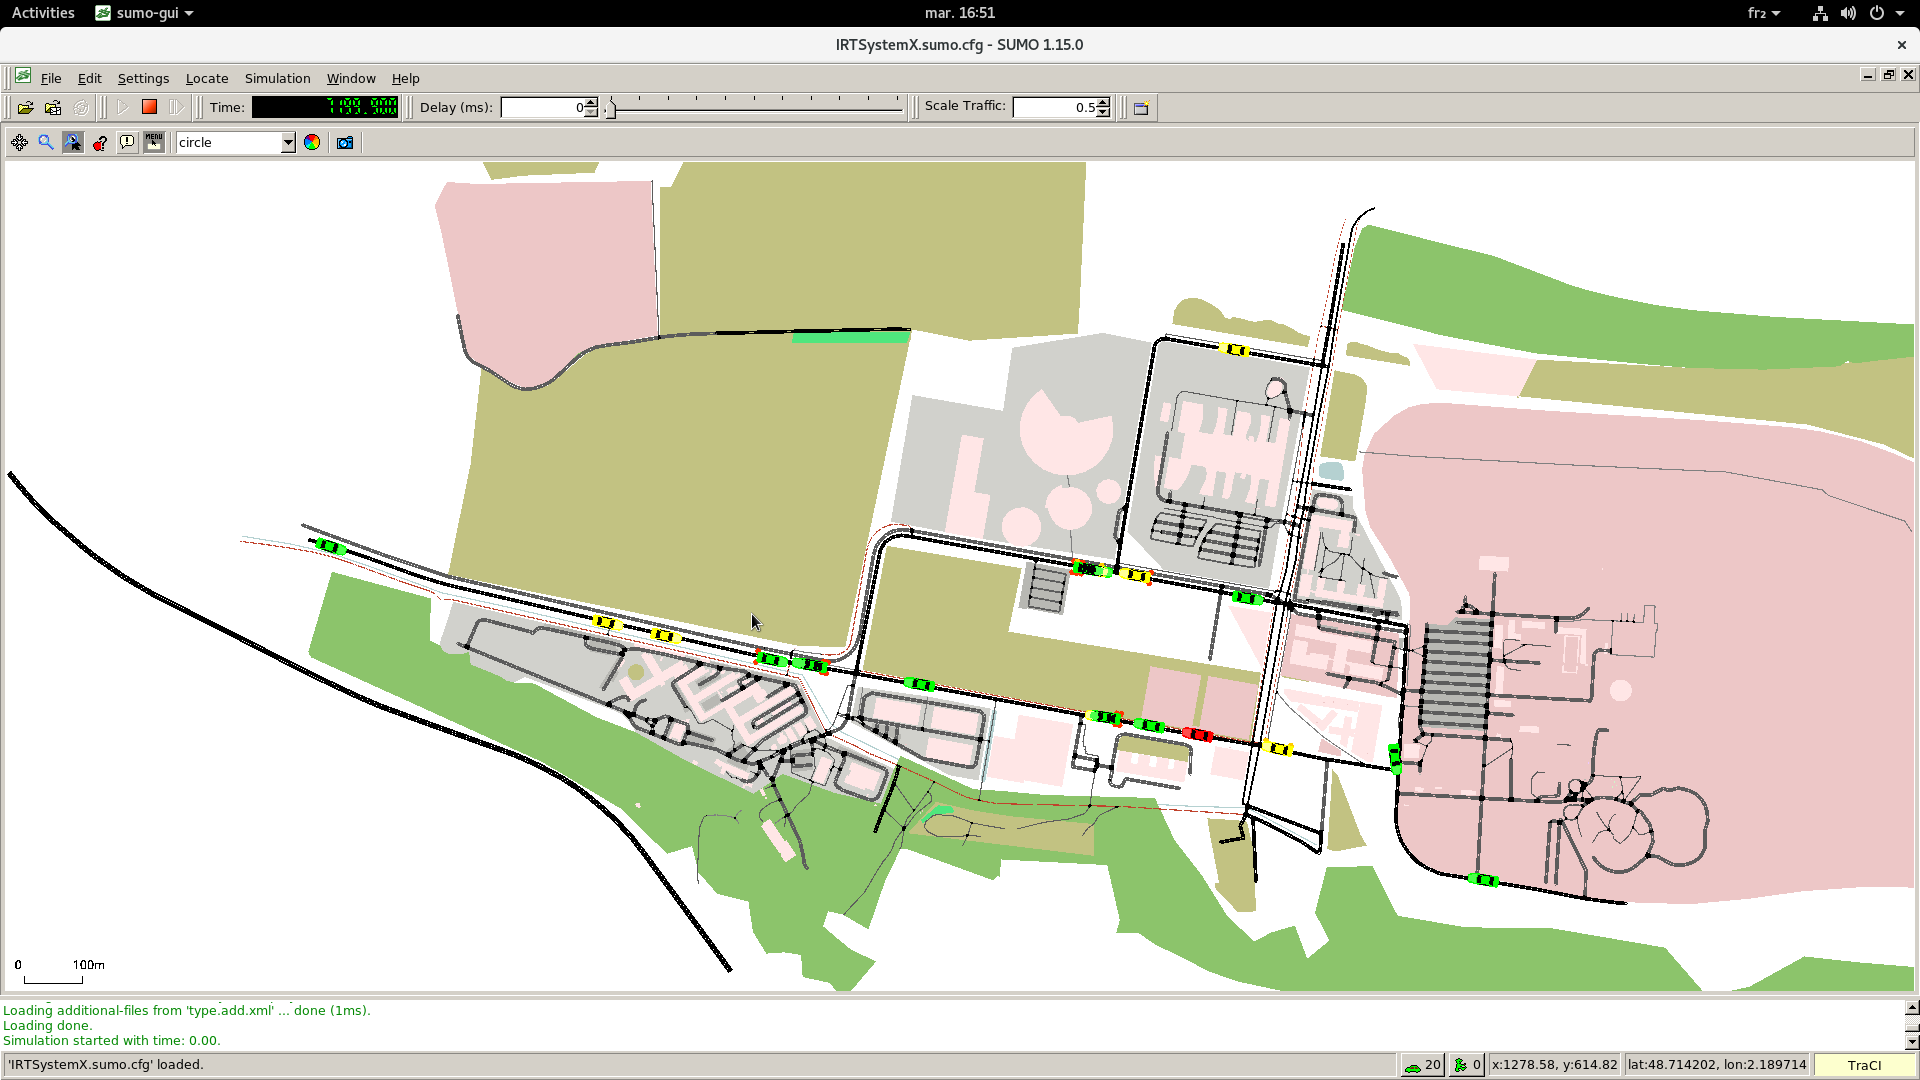 Activities sumo-gui mar. 16:51 fr₂
IRTSystemX.sumo.cfg - SUMO 1.15.0
File Edit Settings Locate Simulation Window Help
Time: 7199.900 Delay (ms): 0 Scale Traffic: 0.5
MENU circle
0 100m
Loading additional-files from 'type.add.xml' ... done (1ms).
Loading done.
Simulation started with time: 0.00.
'IRTSystemX.sumo.cfg' loaded. 20 0 x:1278.58, y:614.82 lat:48.714202, lon:2.189714 TraCI